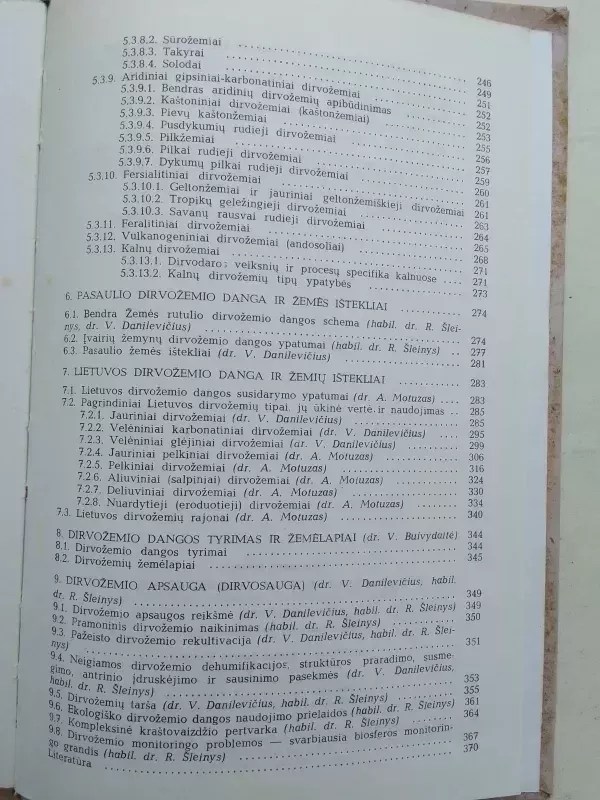 5.3.8.2. Sūrožemiai . . . . . . . . . . 246
5.3.8.3. Takyrai . . . . . . . . . . 249
5.3.8.4. Solodai . . . . . . . . . . 251
5.3.9. Aridiniai gipsiniai-karbonatiniai dirvožemiai . . . . . . 252
5.3.9.1. Bendras aridinių dirvožemių apibūdinimas . . . . . 252
5.3.9.2. Kaštoniniai dirvožemiai (kaštonžemiai) . . . . . 253
5.3.9.3. Pievų kaštonžemiai . . . . . . . . 255
5.3.9.4. Pusdykumių rudieji dirvožemiai . . . . . . 256
5.3.9.5. Pilkžemiai . . . . . . . . . . 257
5.3.9.6. Pilkai rudieji dirvožemiai . . . . . . . 259
5.3.9.7. Dykumų pilkai rudieji dirvožemiai . . . . . . 260
5.3.10. Fersialitiniai dirvožemiai . . . . . . . . 261
5.3.10.1. Geltonžemiai ir jauriniai geltonžemiškieji dirvožemiai 261
5.3.10.2. Tropikų geležingieji dirvožemiai . . . . . 263
5.3.10.3. Savanų rausvai rudieji dirvožemiai . . . . . 264
5.3.11. Feralitiniai dirvožemiai . . . . . . . . 265
5.3.12. Vulkanogeniniai dirvožemiai (andosoliai) . . . . . 268
5.3.13. Kalnų dirvožemiai . . . . . . . . . 271
5.3.13.1. Dirvodaros veiksnių ir procesų specifika kalnuose . . . 271
5.3.13.2. Kalnų dirvožemių tipų ypatybės . . . . . 273
6. PASAULIO DIRVOŽEMIO DANGA IR ŽEMĖS IŠTEKLIAI . . . . 274
6.1. Bendra Žemės rutulio dirvožemio dangos schema (habil. dr. R. Šlei-
nys, dr. V. Danilevičius) . . . . . . . . . 274
6.2. Įvairių žemynų dirvožemio dangos ypatumai (habil. dr. R. Šleinys) . . 277
6.3. Pasaulio žemės ištekliai (dr. V. Danilevičius) . . . . . 281
7. LIETUVOS DIRVOŽEMIO DANGA IR ŽEMIŲ IŠTEKLIAI . . . . 283
7.1. Lietuvos dirvožemio dangos susidarymo ypatumai (dr. A. Motuzas) . . . 283
7.2. Pagrindiniai Lietuvos dirvožemių tipai, jų ūkinė vertė ir naudojimas . . 285
7.2.1. Jauriniai dirvožemiai (dr. V. Danilevičius) . . . . . 285
7.2.2. Velėniniai karbonatiniai dirvožemiai (dr. V. Danilevičius) . . . 295
7.2.3. Velėniniai glėjiniai dirvožemiai (dr. V. Danilevičius) . . . . 299
7.2.4. Jauriniai pelkiniai dirvožemiai (dr. A. Motuzas) . . . . 306
7.2.5. Pelkiniai dirvožemiai (dr. A. Motuzas) . . . . . . 316
7.2.6. Aliuviniai (salpiniai) dirvožemiai (dr. A. Motuzas) . . . . 324
7.2.7. Deliuviniai dirvožemiai (dr. A. Motuzas) . . . . . 330
7.2.8. Nuardytieji (eroduotieji) dirvožemiai (dr. A. Motuzas) . . . 334
7.3. Lietuvos dirvožemių rajonai (dr. A. Motuzas) . . . . . 340
8. DIRVOŽEMIO DANGOS TYRIMAS IR ŽEMĖLAPIAI (dr. V. Buivydaitė) 344
8.1. Dirvožemio dangos tyrimai . . . . . . . . 344
8.2. Dirvožemių žemėlapiai . . . . . . . . . 345
9. DIRVOŽEMIO APSAUGA (DIRVOSAUGA) (dr. V. Danilevičius, habil.
dr. R. Šleinys) . . . . . . . . . . 349
9.1. Dirvožemio apsaugos reikšmė (dr. V. Danilevičius, habil. dr. R. Šleinys) 349
9.2. Pramoninis dirvožemio naikinimas (habil. dr. R. Šleinys) . . . . 350
9.3. Pažeisto dirvožemio rekultivacija (dr. V. Danilevičius, habil. dr. R. Šlei-
nys) . . . . . . . . . . . . 351
9.4. Neigiamos dirvožemio dehumifikacijos, struktūros praradimo, susmė-
gimo, antrinio įdruskėjimo ir sausinimo pasekmės (dr. V. Danilevičius,
habil. dr. R. Šleinys) . . . . . . . . . 353
9.5. Dirvožemių tarša (dr. V. Danilevičius, habil. dr. R. Šleinys) . . . 355
9.6. Ekologiško dirvožemio dangos naudojimo prielaidos (habil. dr. R. Šleinys) 361
9.7. Kompleksinė kraštovaizdžio pertvarka (habil. dr. R. Šleinys) . . . 364
9.8. Dirvožemio monitoringo problemos — svarbiausia biosferos monitorin-
go grandis (habil. dr. R. Šleinys) . . . . . . . 367
Literatūra . . . . . . . . . . . 370